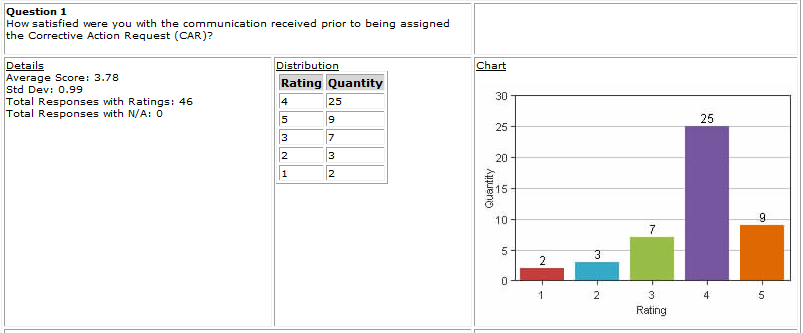 Question 1
How satisfied were you with the communication received prior to being assigned
the Corrective Action Request (CAR)?
Details
Average Score: 3.78
Std Dev: 0.99
Total Responses with Ratings: 46
Total Responses with N/A: 0
Distribution
Rating Quantity
4 25
5 9
3 7
2 3
1 2
Chart
30
25
20
15
10
5
0
Quantity
2
3
7
25
9
1 2 3 4 5
Rating